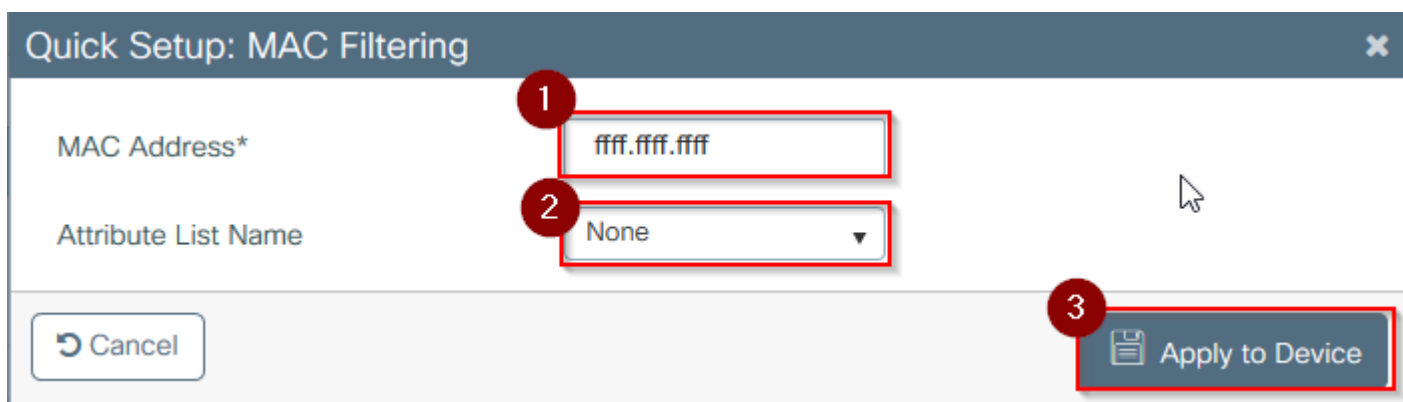 Quick Setup: MAC Filtering ✖
1
MAC Address* ffff.ffff.ffff
2
Attribute List Name None ▼
3
Cancel Apply to Device